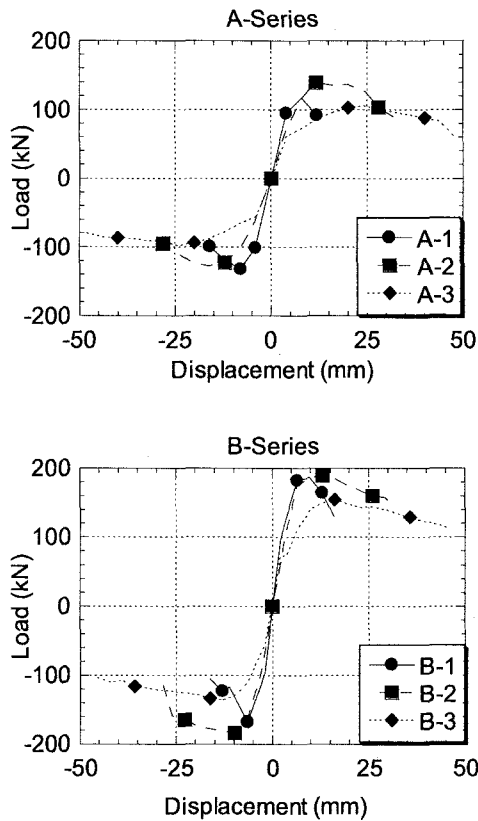 A-Series
200
100
0
-100
-200
Load (kN)
A-1
A-2
A-3
-50
-25
0
25
50
Displacement (mm)
B-Series
200
100
0
-100
-200
Load (kN)
B-1
B-2
B-3
-50
-25
0
25
50
Displacement (mm)